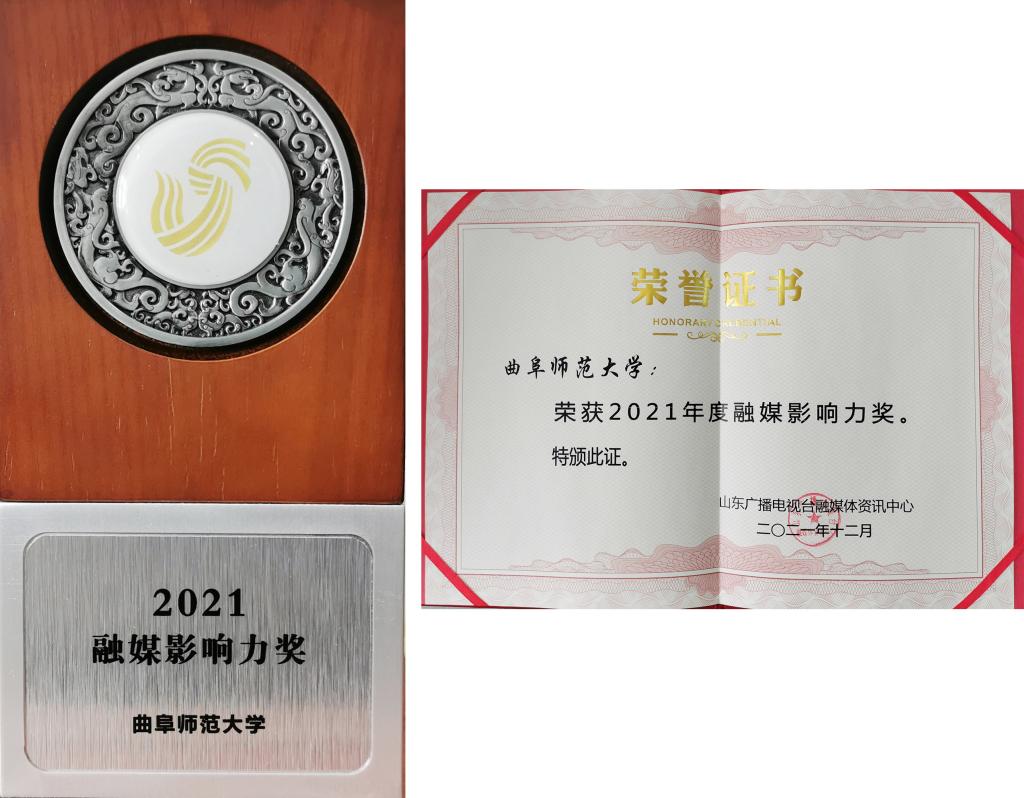 2021
融媒影响力奖
曲阜师范大学
荣誉证书
HONORARY CREDENTIAL
曲阜师范大学：
荣获2021年度融媒影响力奖。
特颁此证。
山东广播电视台融媒体资讯中心
二〇二一年十二月